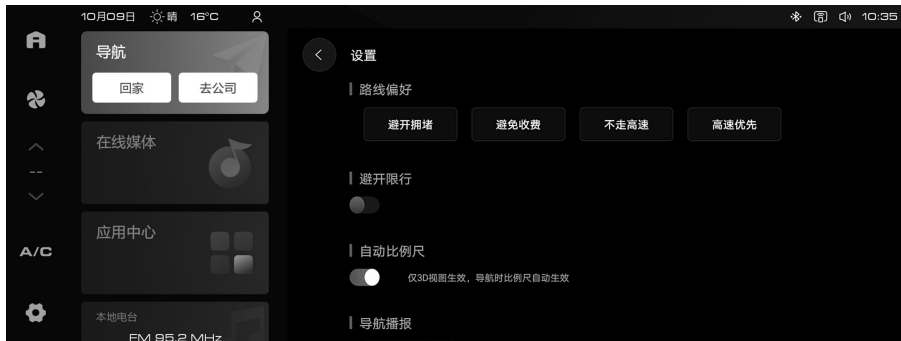 10月09日 晴 16°C
10:35
导航
回家 去公司
在线媒体
应用中心
本地电台
FM 95.2 MHz
--
A/C
设置
路线偏好
避开拥堵 避免收费 不走高速 高速优先
避开限行
自动比例尺
仅3D视图生效，导航时比例尺自动生效
导航播报